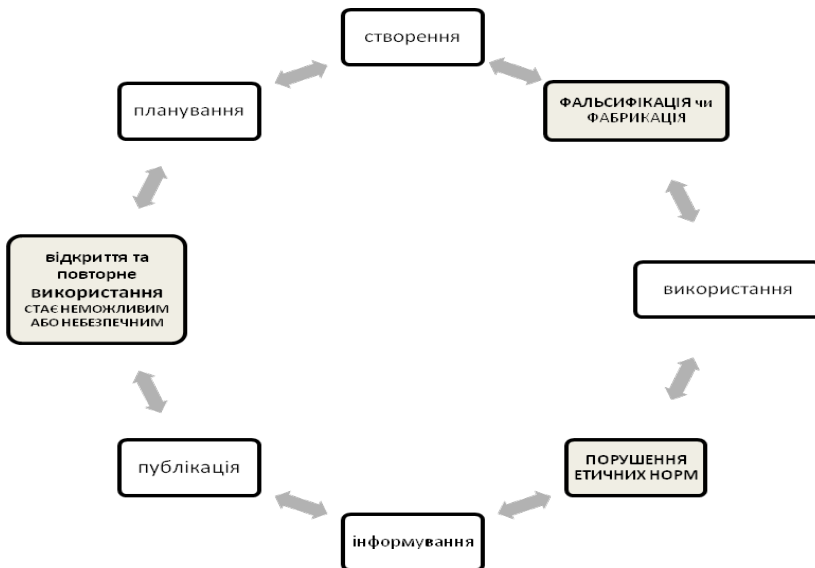 створення
ФАЛЬСИФІКАЦІЯ чи
ФАБРИКАЦІЯ
використання
ПОРУШЕННЯ
ЕТИЧНИХ НОРМ
інформування
публікація
відкриття та
повторне
використання
СТАЄ НЕМОЖЛИВИМ
АБО НЕБЕЗПЕЧНИМ
планування